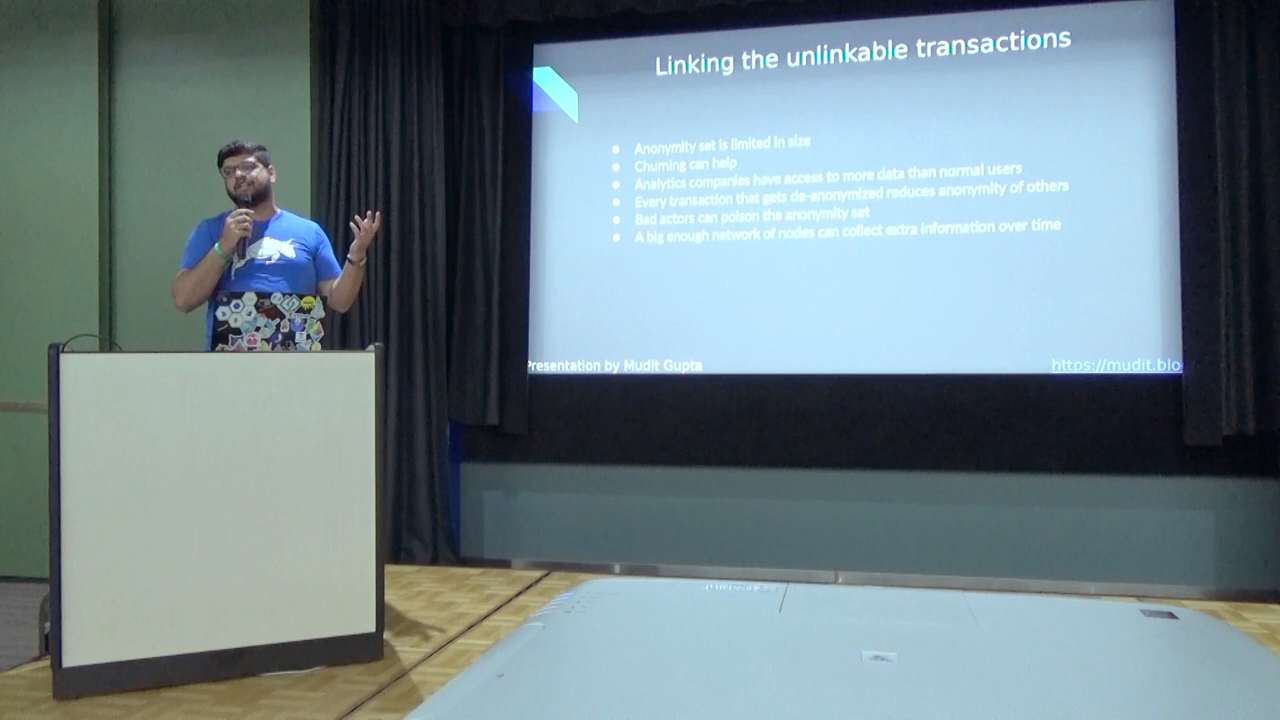 Linking the unlinkable transactions
Anonymity set is limited in size
Churning can help
Analytics companies have access to more data than normal users
Every transaction that gets de-anonymized reduces anonymity of others
Bad actors can poison the anonymity set
A big enough network of nodes can collect extra information over time
Presentation by Mudit Gupta
https://mudit.blo